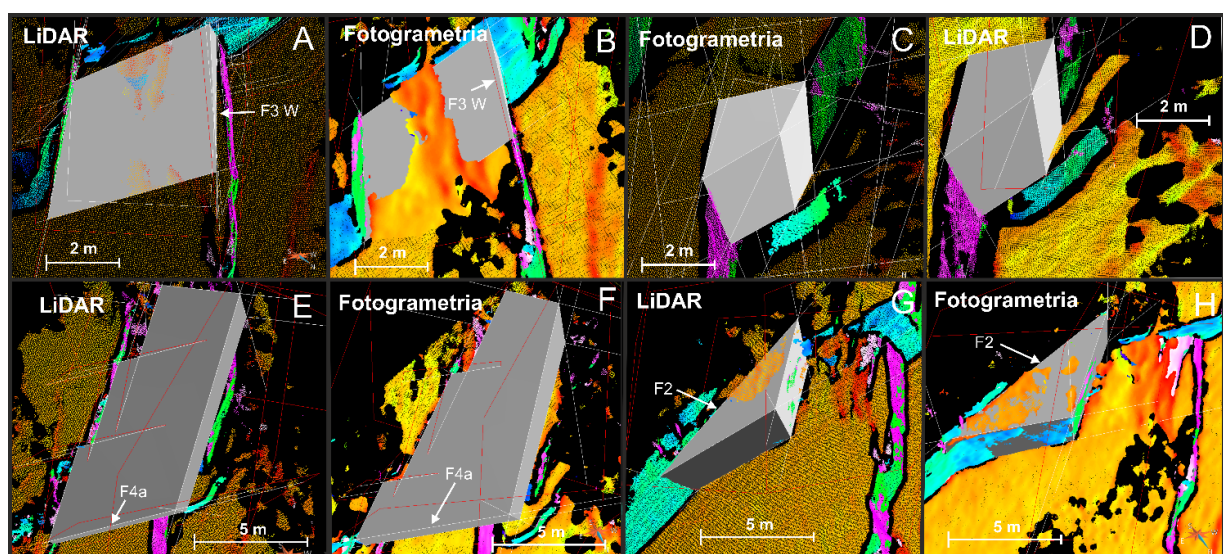 LiDAR
A
F3 W
2 m
Fotogrametria
B
F3 W
2 m
Fotogrametria
C
2 m
LiDAR
D
2 m
LiDAR
E
F4a
5 m
Fotogrametria
F
F4a
5 m
LiDAR
G
F2
5 m
Fotogrametria
H
F2
5 m